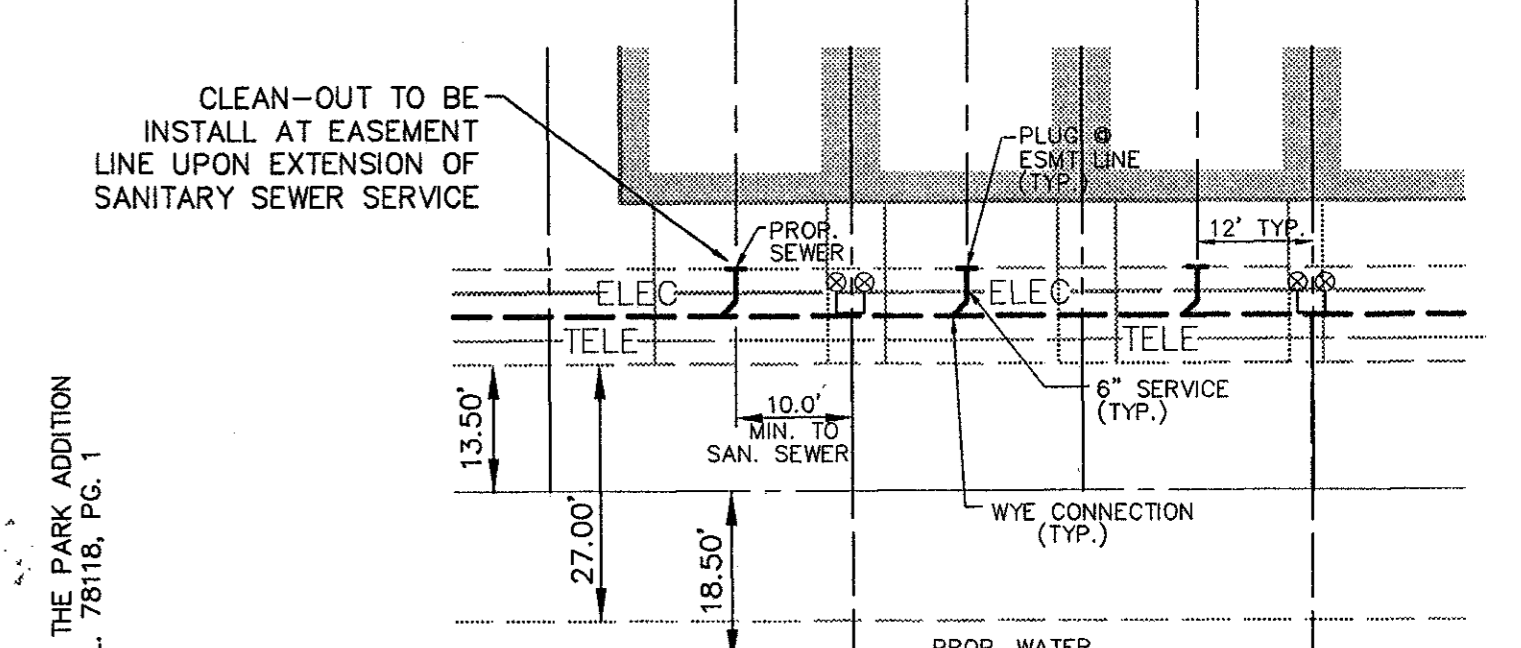 CLEAN-OUT TO BE
INSTALL AT EASEMENT
LINE UPON EXTENSION OF
SANITARY SEWER SERVICE
PLUG @
ESMT LINE
(TYP.)
PROP.
SEWER
12' TYP.
ELEC
ELEC
TELE
TELE
6" SERVICE
(TYP.)
10.0'
MIN. TO
SAN. SEWER
13.50'
27.00'
18.50'
WYE CONNECTION
(TYP.)
THE PARK ADDITION
. 78118, PG. 1
PROP. WATER